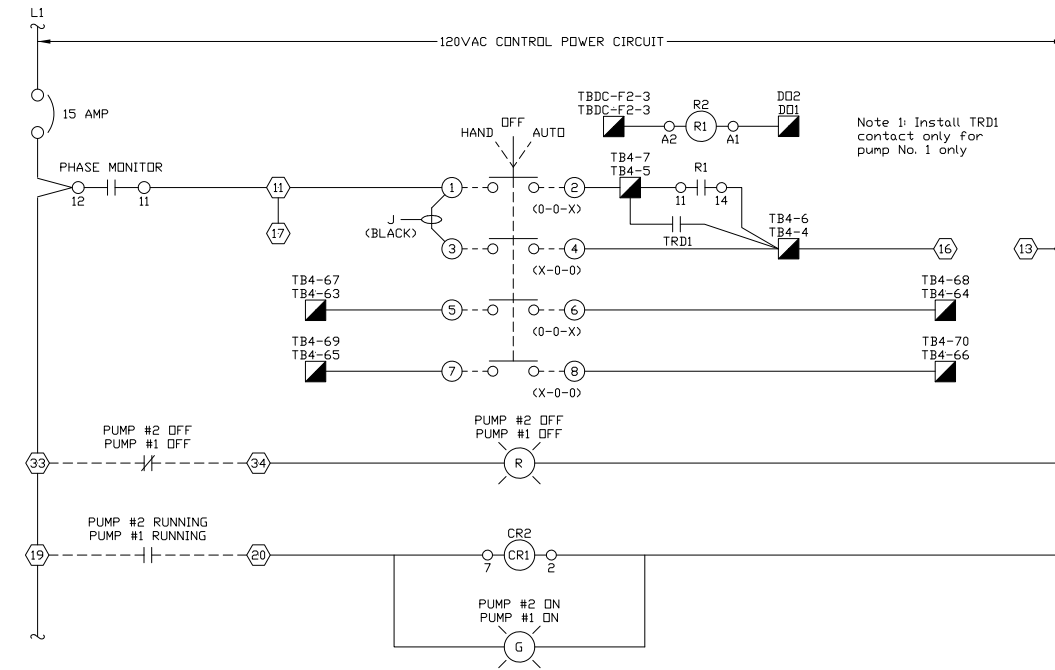 L1
120VAC CONTROL POWER CIRCUIT
15 AMP
TBDC-F2-3
TBDC-F2-3
R2
R1
A2
A1
DO2
DO1
Note 1: Install TRD1
contact only for
pump No. 1 only
OFF
HAND
AUTO
PHASE MONITOR
12
11
11
17
1
2
(0-0-X)
TB4-7
TB4-5
R1
11
14
TRD1
J
(BLACK)
3
4
(X-0-0)
TB4-6
TB4-4
16
13
TB4-67
TB4-63
5
6
(0-0-X)
TB4-68
TB4-64
TB4-69
TB4-65
7
8
(X-0-0)
TB4-70
TB4-66
PUMP #2 OFF
PUMP #1 OFF
PUMP #2 OFF
PUMP #1 OFF
33
34
R
PUMP #2 RUNNING
PUMP #1 RUNNING
19
20
CR2
CR1
7
2
PUMP #2 ON
PUMP #1 ON
G